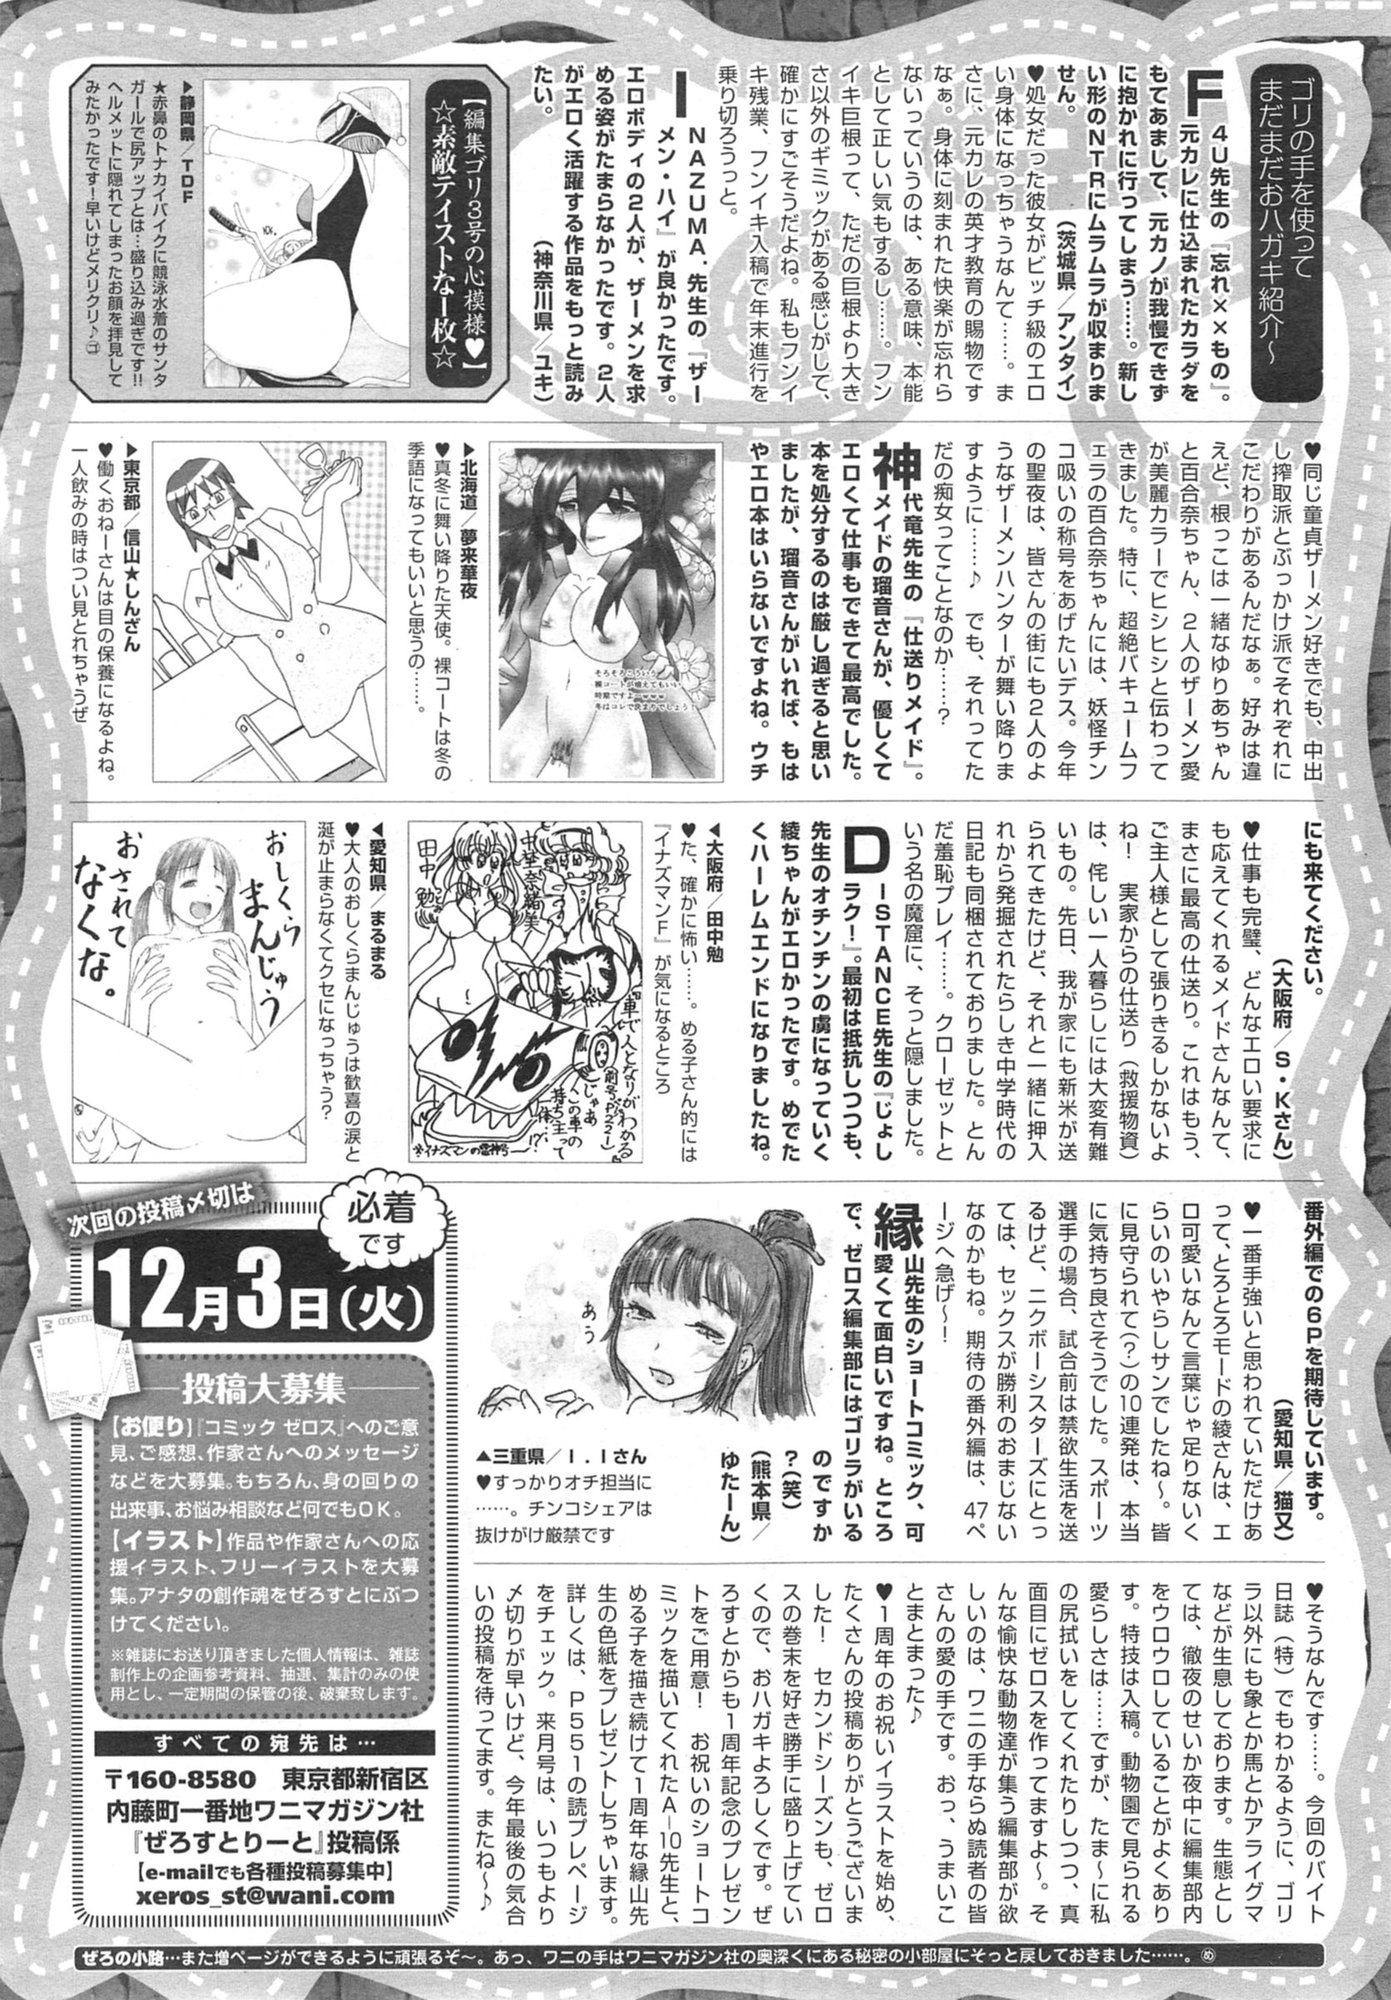 ゴリの手を使って
まだまだおハガキ紹介〜
F4U先生の『忘れ××もの』。
元カレに仕込まれたカラダを
もてあまして、元カノが我慢できず
に抱かれに行ってしまう……。新し
い形のNTRにムラムラが収まりま
せん。
（茨城県／アンタイ）
♥処女だった彼女がビッチ級のエロ
い身体になっちゃうなんて……。ま
さに、元カレの英才教育の賜物です
なぁ。身体に刻まれた快楽が忘れら
れないっていうのは、ある意味、本能
として正しい気もするし……。フン
イキ巨根って、ただの巨根より大き
さ以外のギミックがある感じがして、
確かにすごそうだよね。私もフンイ
キ残業、フンイキ入稿で年末進行を
乗り切ろうっと。
INAZUMA．先生の『ザー
メン・ハイ』が良かったです。
エロボディの2人が、ザーメンを求
める姿がたまらなかったです。2人
がエロく活躍する作品をもっと読み
たい。
（神奈川県／ユキ）
【編集ゴリ3号の心模様♥】
☆素敵テイストな一枚☆
▶静岡県／TDF
★赤鼻のトナカイバイクに競泳水着のサンタ
ガールで尻アップとは…盛り込み過ぎです!!
ヘルメットに隠れてしまったお顔を拝見して
みたかったです！早いけどメリクリ♪㋙
♥同じ童貞ザーメン好きでも、中出
し搾取派とぶっかけ派でそれぞれに
こだわりがあるんだなぁ。好みは違
えど、根っこは一緒なゆりあちゃん
と百合奈ちゃん、2人のザーメン愛
が美麗カラーでヒシヒシと伝わって
きました。特に、超絶バキュームフ
ェラの百合奈ちゃんには、妖怪チン
コ吸いの称号をあげたいデス。今年
の聖夜は、皆さんの街にも2人のよ
うなザーメンハンターが舞い降りま
すように……♪　でも、それってた
だの痴女ってことなのか……？
神代竜先生の『仕送りメイド』。
メイドの瑠音さんが、優しくて
エロくて仕事もできて最高でした。
本を処分するのは厳し過ぎると思い
ましたが、瑠音さんがいれば、もは
やエロ本はいらないですよね。ウチ
そろそろこういう
裸コートが増えてもいい
時期ですよーwww
冬はコレで決まりでしょう！
▶北海道／夢来華夜
♥真冬に舞い降りた天使。裸コートは冬の
季語になってもいいと思うの……。
▶東京都／信山★しんざん
♥働くおねーさんは目の保養になるよね。
一人飲みの時はつい見とれちゃうぜ
にも来てください。
（大阪府／S・Kさん）
♥仕事も完璧、どんなエロい要求に
も応えてくれるメイドさんなんて、
まさに最高の仕送り。これはもう、
ご主人様として張りきるしかないよ
ね！　実家からの仕送り（救援物資）
は、侘しい一人暮らしには大変有難
いもの。先日、我が家にも新米が送
られてきたけど、それと一緒に押入
れから発掘されたらしき中学時代の
日記も同梱されておりました。とん
だ羞恥プレイ……。クローゼットと
いう名の魔窟に、そっと隠しました。
DISTANCE先生の『じょし
ラク！』。最初は抵抗しつつも、
先生のオチンチンの虜になっていく
綾ちゃんがエロかったです。めでた
くハーレムエンドになりましたね。
中華奈緒美
田中 勉
『車で人となりがわかる』
じゃあ
この車の
持ち主って
一体…!?
※イナズマンの雷神号…
◀大阪府／田中勉
♥た、確かに怖い……。める子さん的には
『イナズマンF』が気になるところ
おしくら
まんじゅう
おされて
なくな。
◀愛知県／まるまる
♥大人のおしくらまんじゅうは歓喜の涙と
涎が止まらなくてクセになっちゃう？
番外編での6Pを期待しています。
（愛知県／猫又）
♥一番手強いと思われていただけあ
って、とろとろモードの綾さんは、エ
ロ可愛いなんて言葉じゃ足りないく
らいのいやらしサンでしたね〜。皆
に見守られて（？）の10連発は、本当
に気持ち良さそうでした。スポーツ
選手の場合、試合前は禁欲生活を送
るけど、ニクボーシスターズにとっ
ては、セックスが勝利のおまじない
なのかもね。期待の番外編は、47ペ
ージへ急げ〜！
縁山先生のショートコミック、可
愛くて面白いですね。ところ
で、ゼロス編集部にはゴリラがいる
のですか
？（笑）
（熊本県／
ゆたーん）
あう
▲三重県／I．Iさん
♥すっかりオチ担当に
……。チンコシェアは
抜けがけ厳禁です
♥そうなんです……。今回のバイト
日誌（特）でもわかるように、ゴリ
ラ以外にも象とか馬とかアライグマ
などが生息しております。生態とし
ては、徹夜のせいか夜中に編集部内
をウロウロしていることがよくあり
ます。特技は入稿。動物園で見られる
愛らしさは……ですが、たま〜に私
の尻拭いをしてくれたりしつつ、真
面目にゼロスを作ってますよ〜。そ
んな愉快な動物達が集う編集部が欲
しいのは、ワニの手ならぬ読者の皆
さんの愛の手です。おっ、うまいこ
とまとまった♪
♥1周年のお祝いイラストを始め、
たくさんの投稿ありがとうございま
した！　セカンドシーズンも、ゼロ
スの巻末を好き勝手に盛り上げてい
くので、おハガキよろしくです。ぜ
ろすとからも1周年記念のプレゼン
トをご用意！　お祝いのショートコ
ミックを描いてくれたA-10先生と、
める子を描き続けて1周年な縁山先
生の色紙をプレゼントしちゃいます。
詳しくは、P551の読プレページ
をチェック。来月号は、いつもより
〆切りが早いけど、今年最後の気合
いの投稿を待ってます。またね〜♪
次回の投稿〆切は
必着
です
12月3日（火）
投稿大募集
【お便り】『コミック ゼロス』へのご意
見、ご感想、作家さんへのメッセージ
などを大募集。もちろん、身の回りの
出来事、お悩み相談など何でもOK。
【イラスト】作品や作家さんへの応
援イラスト、フリーイラストを大募
集。アナタの創作魂をぜろすとにぶつ
けてください。
※雑誌にお送り頂きました個人情報は、雑誌
制作上の企画参考資料、抽選、集計のみの使
用とし、一定期間の保管の後、破棄致します。
すべての宛先は…
〒160-8580　東京都新宿区
内藤町一番地ワニマガジン社
『ぜろすとりーと』投稿係
【e-mailでも各種投稿募集中】
xeros_st@wani.com
ぜろの小路…また増ページができるように頑張るぞ〜。あっ、ワニの手はワニマガジン社の奥深くにある秘密の小部屋にそっと戻しておきました……。㋱